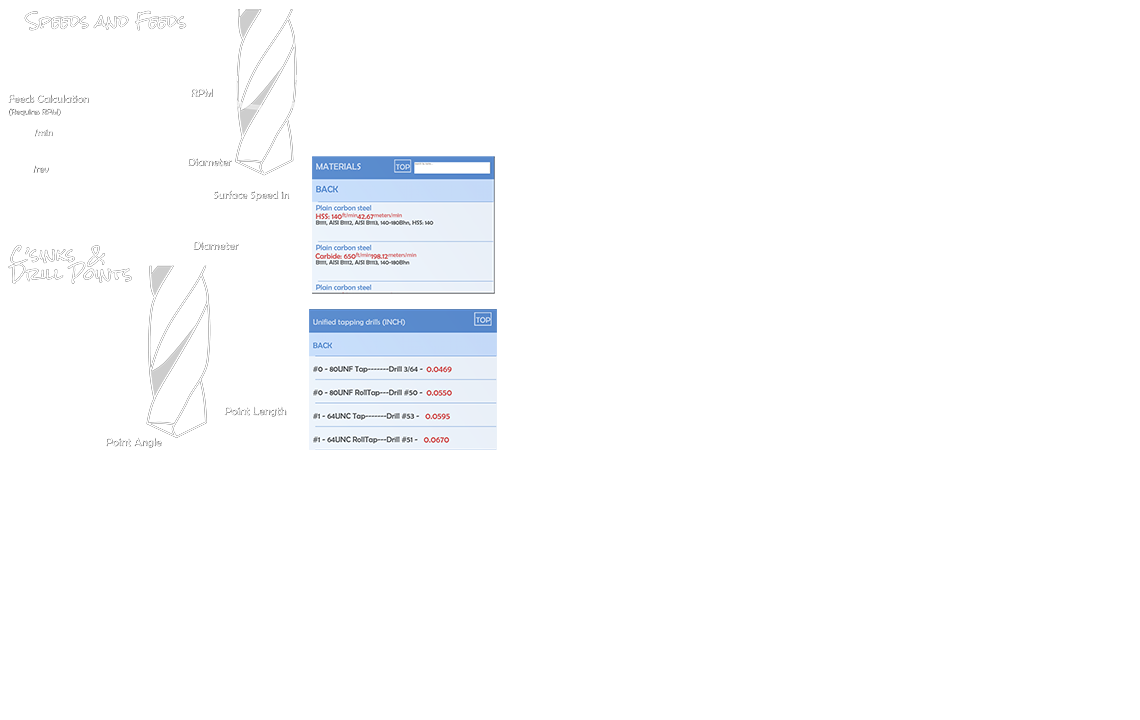 Speeds and Feeds
RPM
Feeds Calculation
(Requires RPM)
/min
Diameter
/rev
Surface Speed in
MATERIALS TOP
BACK
Plain carbon steel
HSS: 140ft/min42.67meters/min
B1111, AISI B1112, AISI B1113, 140-180Bhn, HSS: 140
Plain carbon steel
Carbide: 650ft/min198.12meters/min
B1111, AISI B1112, AISI B1113, 140-180Bhn
Plain carbon steel
C'sinks &
Drill Points
Diameter
Point Length
Point Angle
Unified tapping drills (INCH) TOP
BACK
#0 - 80UNF Tap-------Drill 3/64 - 0.0469
#0 - 80UNF RollTap---Drill #50 - 0.0550
#1 - 64UNC Tap-------Drill #53 - 0.0595
#1 - 64UNC RollTap---Drill #51 - 0.0670